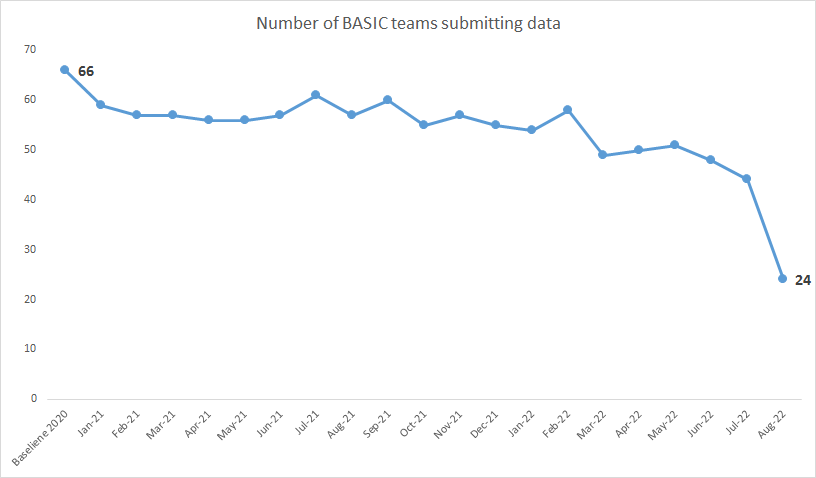 Number of BASIC teams submitting data
70
60
50
40
30
20
10
0
66
24
Baseliene 2020
Jan-21
Feb-21
Mar-21
Apr-21
May-21
Jun-21
Jul-21
Aug-21
Sep-21
Oct-21
Nov-21
Dec-21
Jan-22
Feb-22
Mar-22
Apr-22
May-22
Jun-22
Jul-22
Aug-22